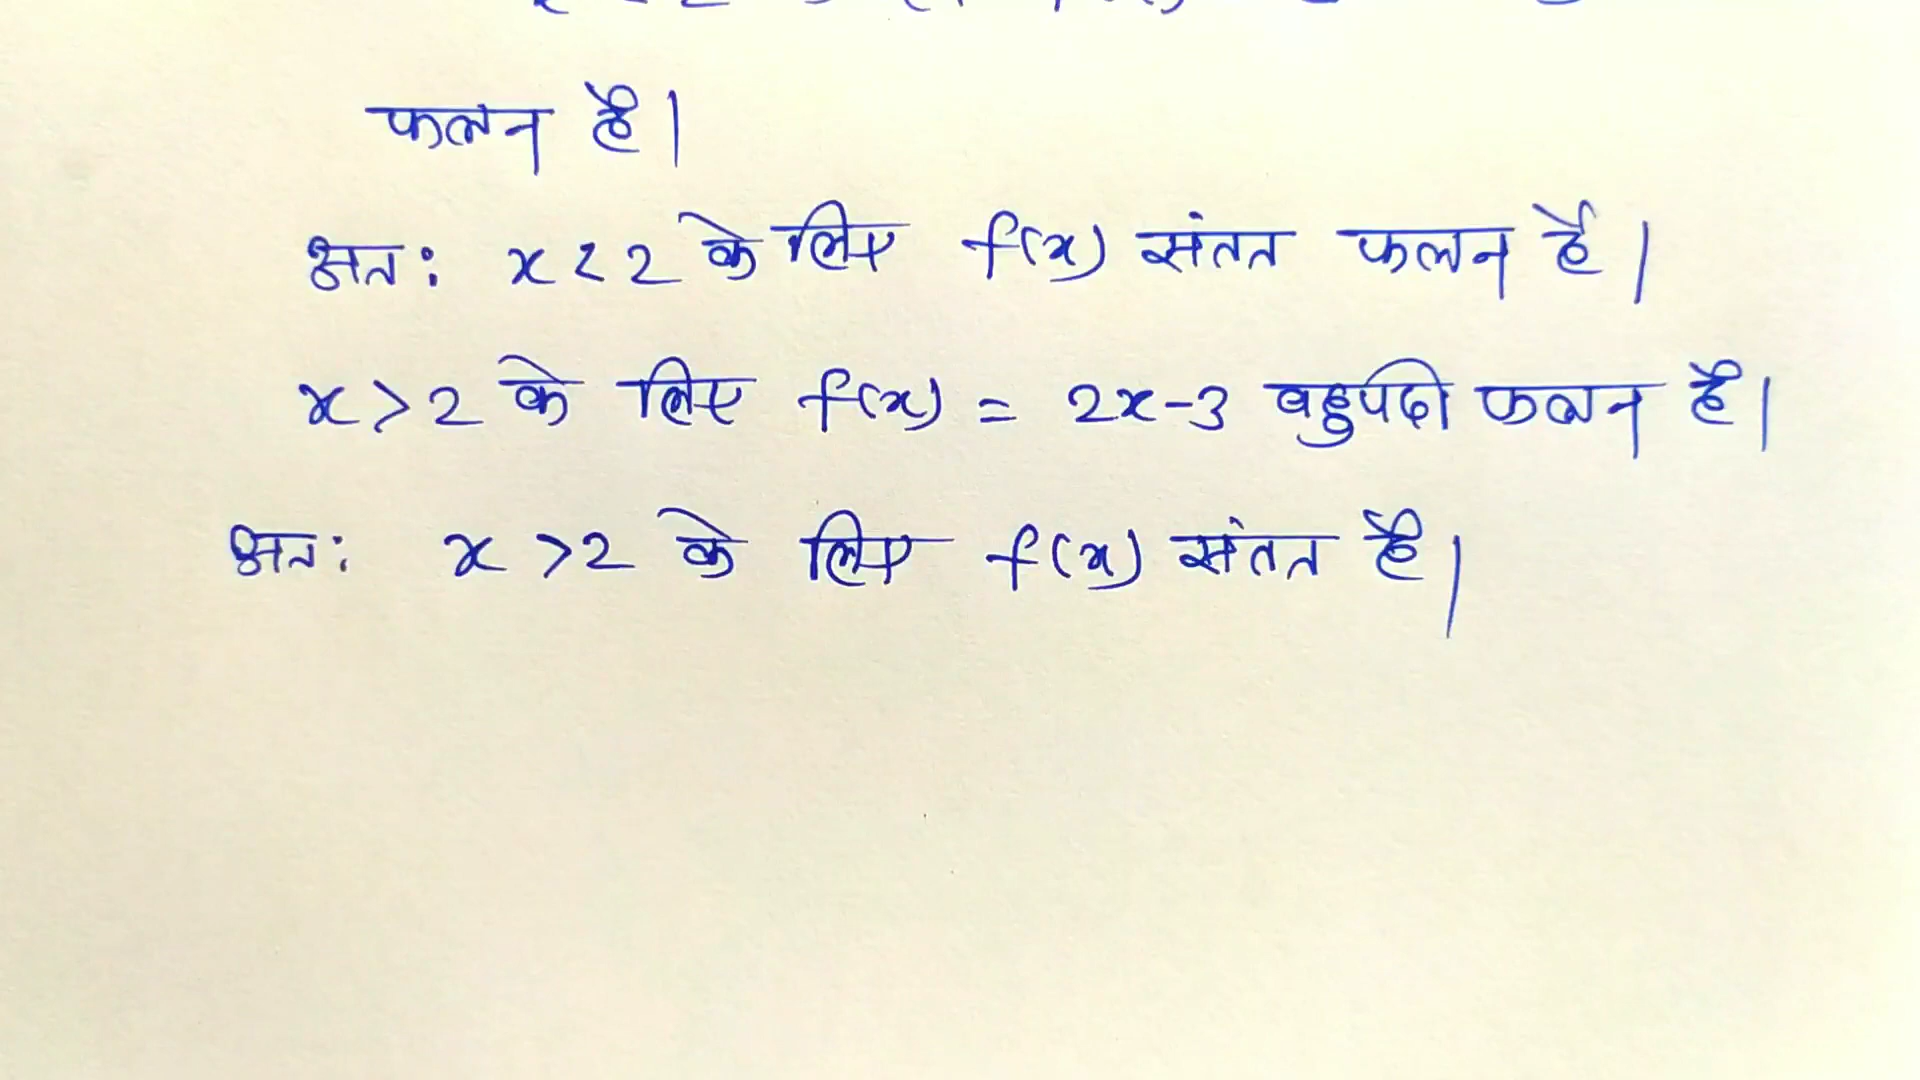 फलन है।
अतः x < 2 के लिए f(x) संतत फलन है।
x > 2 के लिए f(x) = 2x-3 बहुपदी फलन है।
अतः x > 2 के लिए f(x) संतत है।